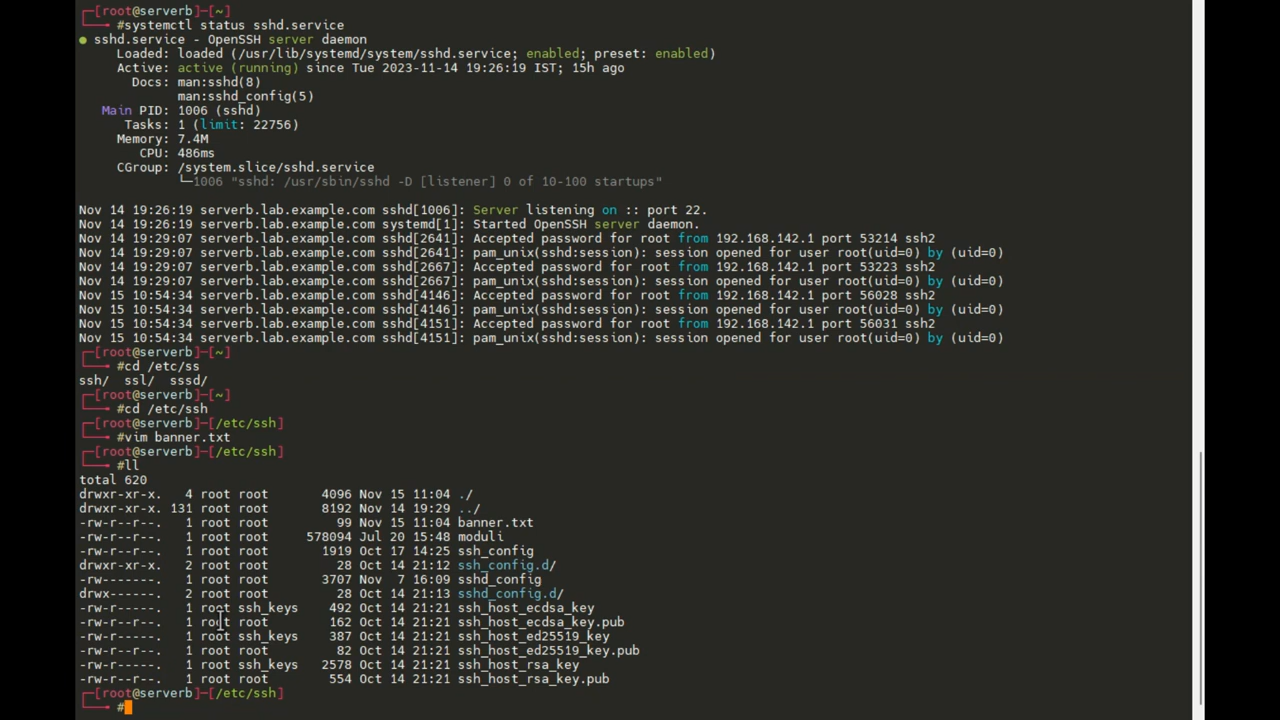 ┌─[root@serverb]─[~]
└──╼ #systemctl status sshd.service
● sshd.service - OpenSSH server daemon
     Loaded: loaded (/usr/lib/systemd/system/sshd.service; enabled; preset: enabled)
     Active: active (running) since Tue 2023-11-14 19:26:19 IST; 15h ago
       Docs: man:sshd(8)
             man:sshd_config(5)
   Main PID: 1006 (sshd)
      Tasks: 1 (limit: 22756)
     Memory: 7.4M
        CPU: 486ms
     CGroup: /system.slice/sshd.service
             └─1006 "sshd: /usr/sbin/sshd -D [listener] 0 of 10-100 startups"
Nov 14 19:26:19 serverb.lab.example.com sshd[1006]: Server listening on :: port 22.
Nov 14 19:26:19 serverb.lab.example.com systemd[1]: Started OpenSSH server daemon.
Nov 14 19:29:07 serverb.lab.example.com sshd[2641]: Accepted password for root from 192.168.142.1 port 53214 ssh2
Nov 14 19:29:07 serverb.lab.example.com sshd[2641]: pam_unix(sshd:session): session opened for user root(uid=0) by (uid=0)
Nov 14 19:29:07 serverb.lab.example.com sshd[2667]: Accepted password for root from 192.168.142.1 port 53223 ssh2
Nov 14 19:29:07 serverb.lab.example.com sshd[2667]: pam_unix(sshd:session): session opened for user root(uid=0) by (uid=0)
Nov 15 10:54:34 serverb.lab.example.com sshd[4146]: Accepted password for root from 192.168.142.1 port 56028 ssh2
Nov 15 10:54:34 serverb.lab.example.com sshd[4146]: pam_unix(sshd:session): session opened for user root(uid=0) by (uid=0)
Nov 15 10:54:34 serverb.lab.example.com sshd[4151]: Accepted password for root from 192.168.142.1 port 56031 ssh2
Nov 15 10:54:34 serverb.lab.example.com sshd[4151]: pam_unix(sshd:session): session opened for user root(uid=0) by (uid=0)
┌─[root@serverb]─[~]
└──╼ #cd /etc/ss
ssh/  ssl/  sssd/
┌─[root@serverb]─[~]
└──╼ #cd /etc/ssh
┌─[root@serverb]─[/etc/ssh]
└──╼ #vim banner.txt
┌─[root@serverb]─[/etc/ssh]
└──╼ #ll
total 620
drwxr-xr-x.   4 root root       4096 Nov 15 11:04 ./
drwxr-xr-x. 131 root root       8192 Nov 14 19:29 ../
-rw-r--r--.   1 root root         99 Nov 15 11:04 banner.txt
-rw-r--r--.   1 root root     578094 Jul 20 15:48 moduli
-rw-r--r--.   1 root root       1919 Oct 17 14:25 ssh_config
drwxr-xr-x.   2 root root         28 Oct 14 21:12 ssh_config.d/
-rw-------.   1 root root       3707 Nov  7 16:09 sshd_config
drwx------.   2 root root         28 Oct 14 21:13 sshd_config.d/
-rw-r-----.   1 root ssh_keys    492 Oct 14 21:21 ssh_host_ecdsa_key
-rw-r--r--.   1 root root        162 Oct 14 21:21 ssh_host_ecdsa_key.pub
-rw-r-----.   1 root ssh_keys    387 Oct 14 21:21 ssh_host_ed25519_key
-rw-r--r--.   1 root root         82 Oct 14 21:21 ssh_host_ed25519_key.pub
-rw-r-----.   1 root ssh_keys   2578 Oct 14 21:21 ssh_host_rsa_key
-rw-r--r--.   1 root root        554 Oct 14 21:21 ssh_host_rsa_key.pub
┌─[root@serverb]─[/etc/ssh]
└──╼ #